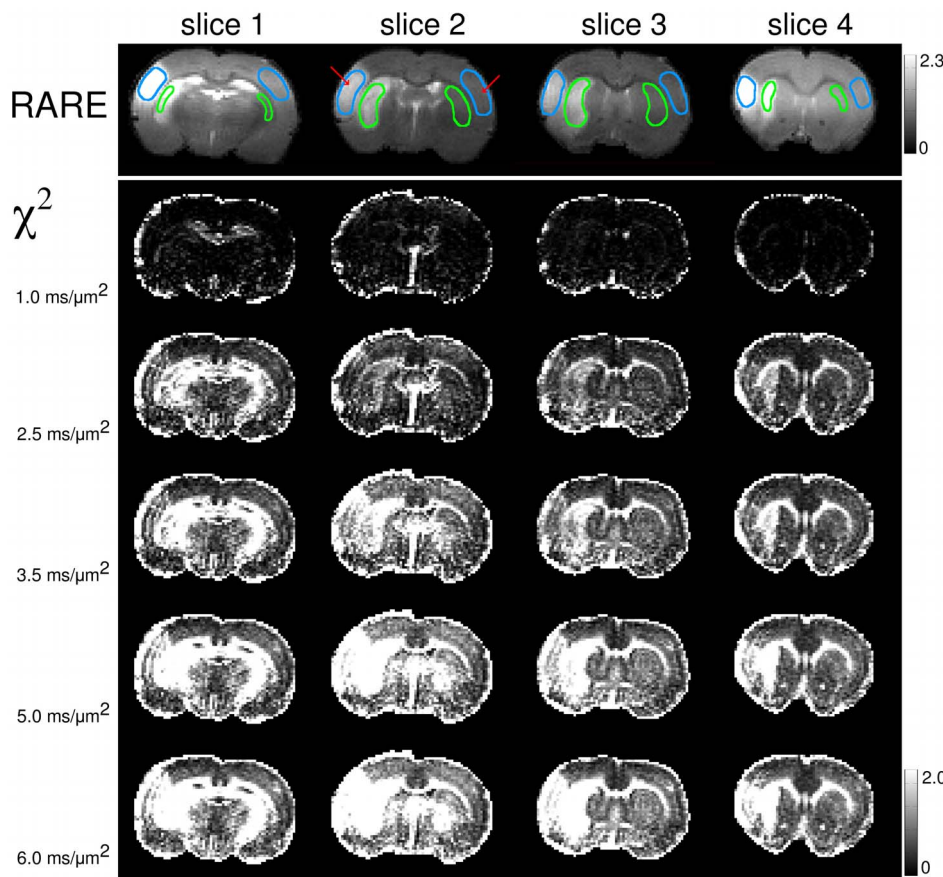 slice 1 slice 2 slice 3 slice 4
RARE
2.3
0
χ²
1.0 ms/µm²
2.5 ms/µm²
3.5 ms/µm²
5.0 ms/µm²
6.0 ms/µm²
2.0
0